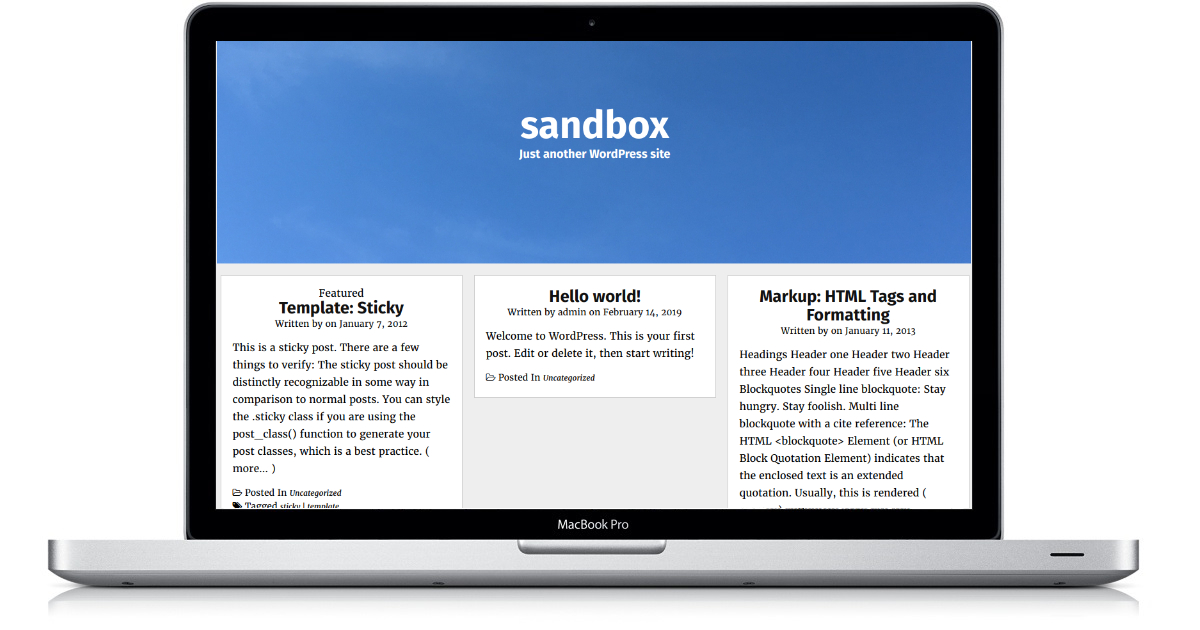 sandbox
Just another WordPress site
Featured
Template: Sticky
Written by on January 7, 2012
This is a sticky post. There are a few
things to verify: The sticky post should be
distinctly recognizable in some way in
comparison to normal posts. You can style
the .sticky class if you are using the
post_class() function to generate your
post classes, which is a best practice. (
more... )
Posted In Uncategorized
Tagged sticky | template
Hello world!
Written by admin on February 14, 2019
Welcome to WordPress. This is your first
post. Edit or delete it, then start writing!
Posted In Uncategorized
Markup: HTML Tags and
Formatting
Written by on January 11, 2013
Headings Header one Header two Header
three Header four Header five Header six
Blockquotes Single line blockquote: Stay
hungry. Stay foolish. Multi line
blockquote with a cite reference: The
HTML <blockquote> Element (or HTML
Block Quotation Element) indicates that
the enclosed text is an extended
quotation. Usually, this is rendered (
MacBook Pro